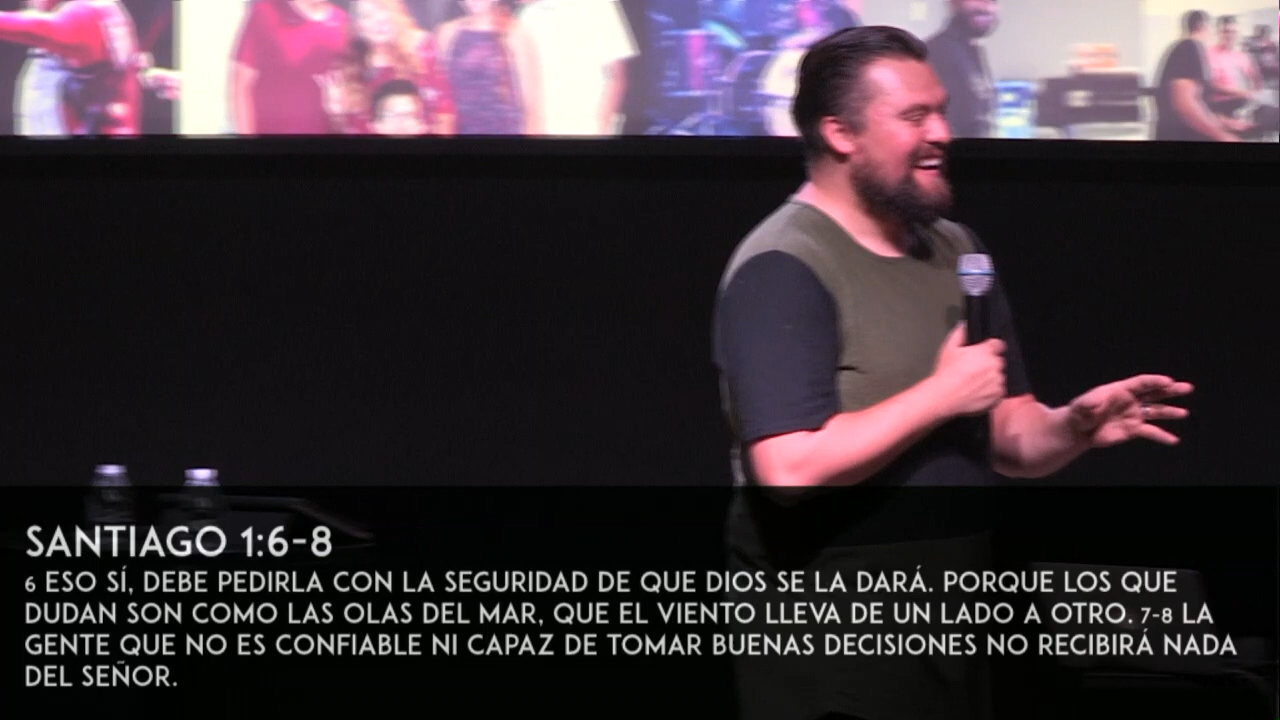 SANTIAGO 1:6-8
6 ESO SÍ, DEBE PEDIRLA CON LA SEGURIDAD DE QUE DIOS SE LA DARÁ. PORQUE LOS QUE
DUDAN SON COMO LAS OLAS DEL MAR, QUE EL VIENTO LLEVA DE UN LADO A OTRO. 7-8 LA
GENTE QUE NO ES CONFIABLE NI CAPAZ DE TOMAR BUENAS DECISIONES NO RECIBIRÁ NADA
DEL SEÑOR.